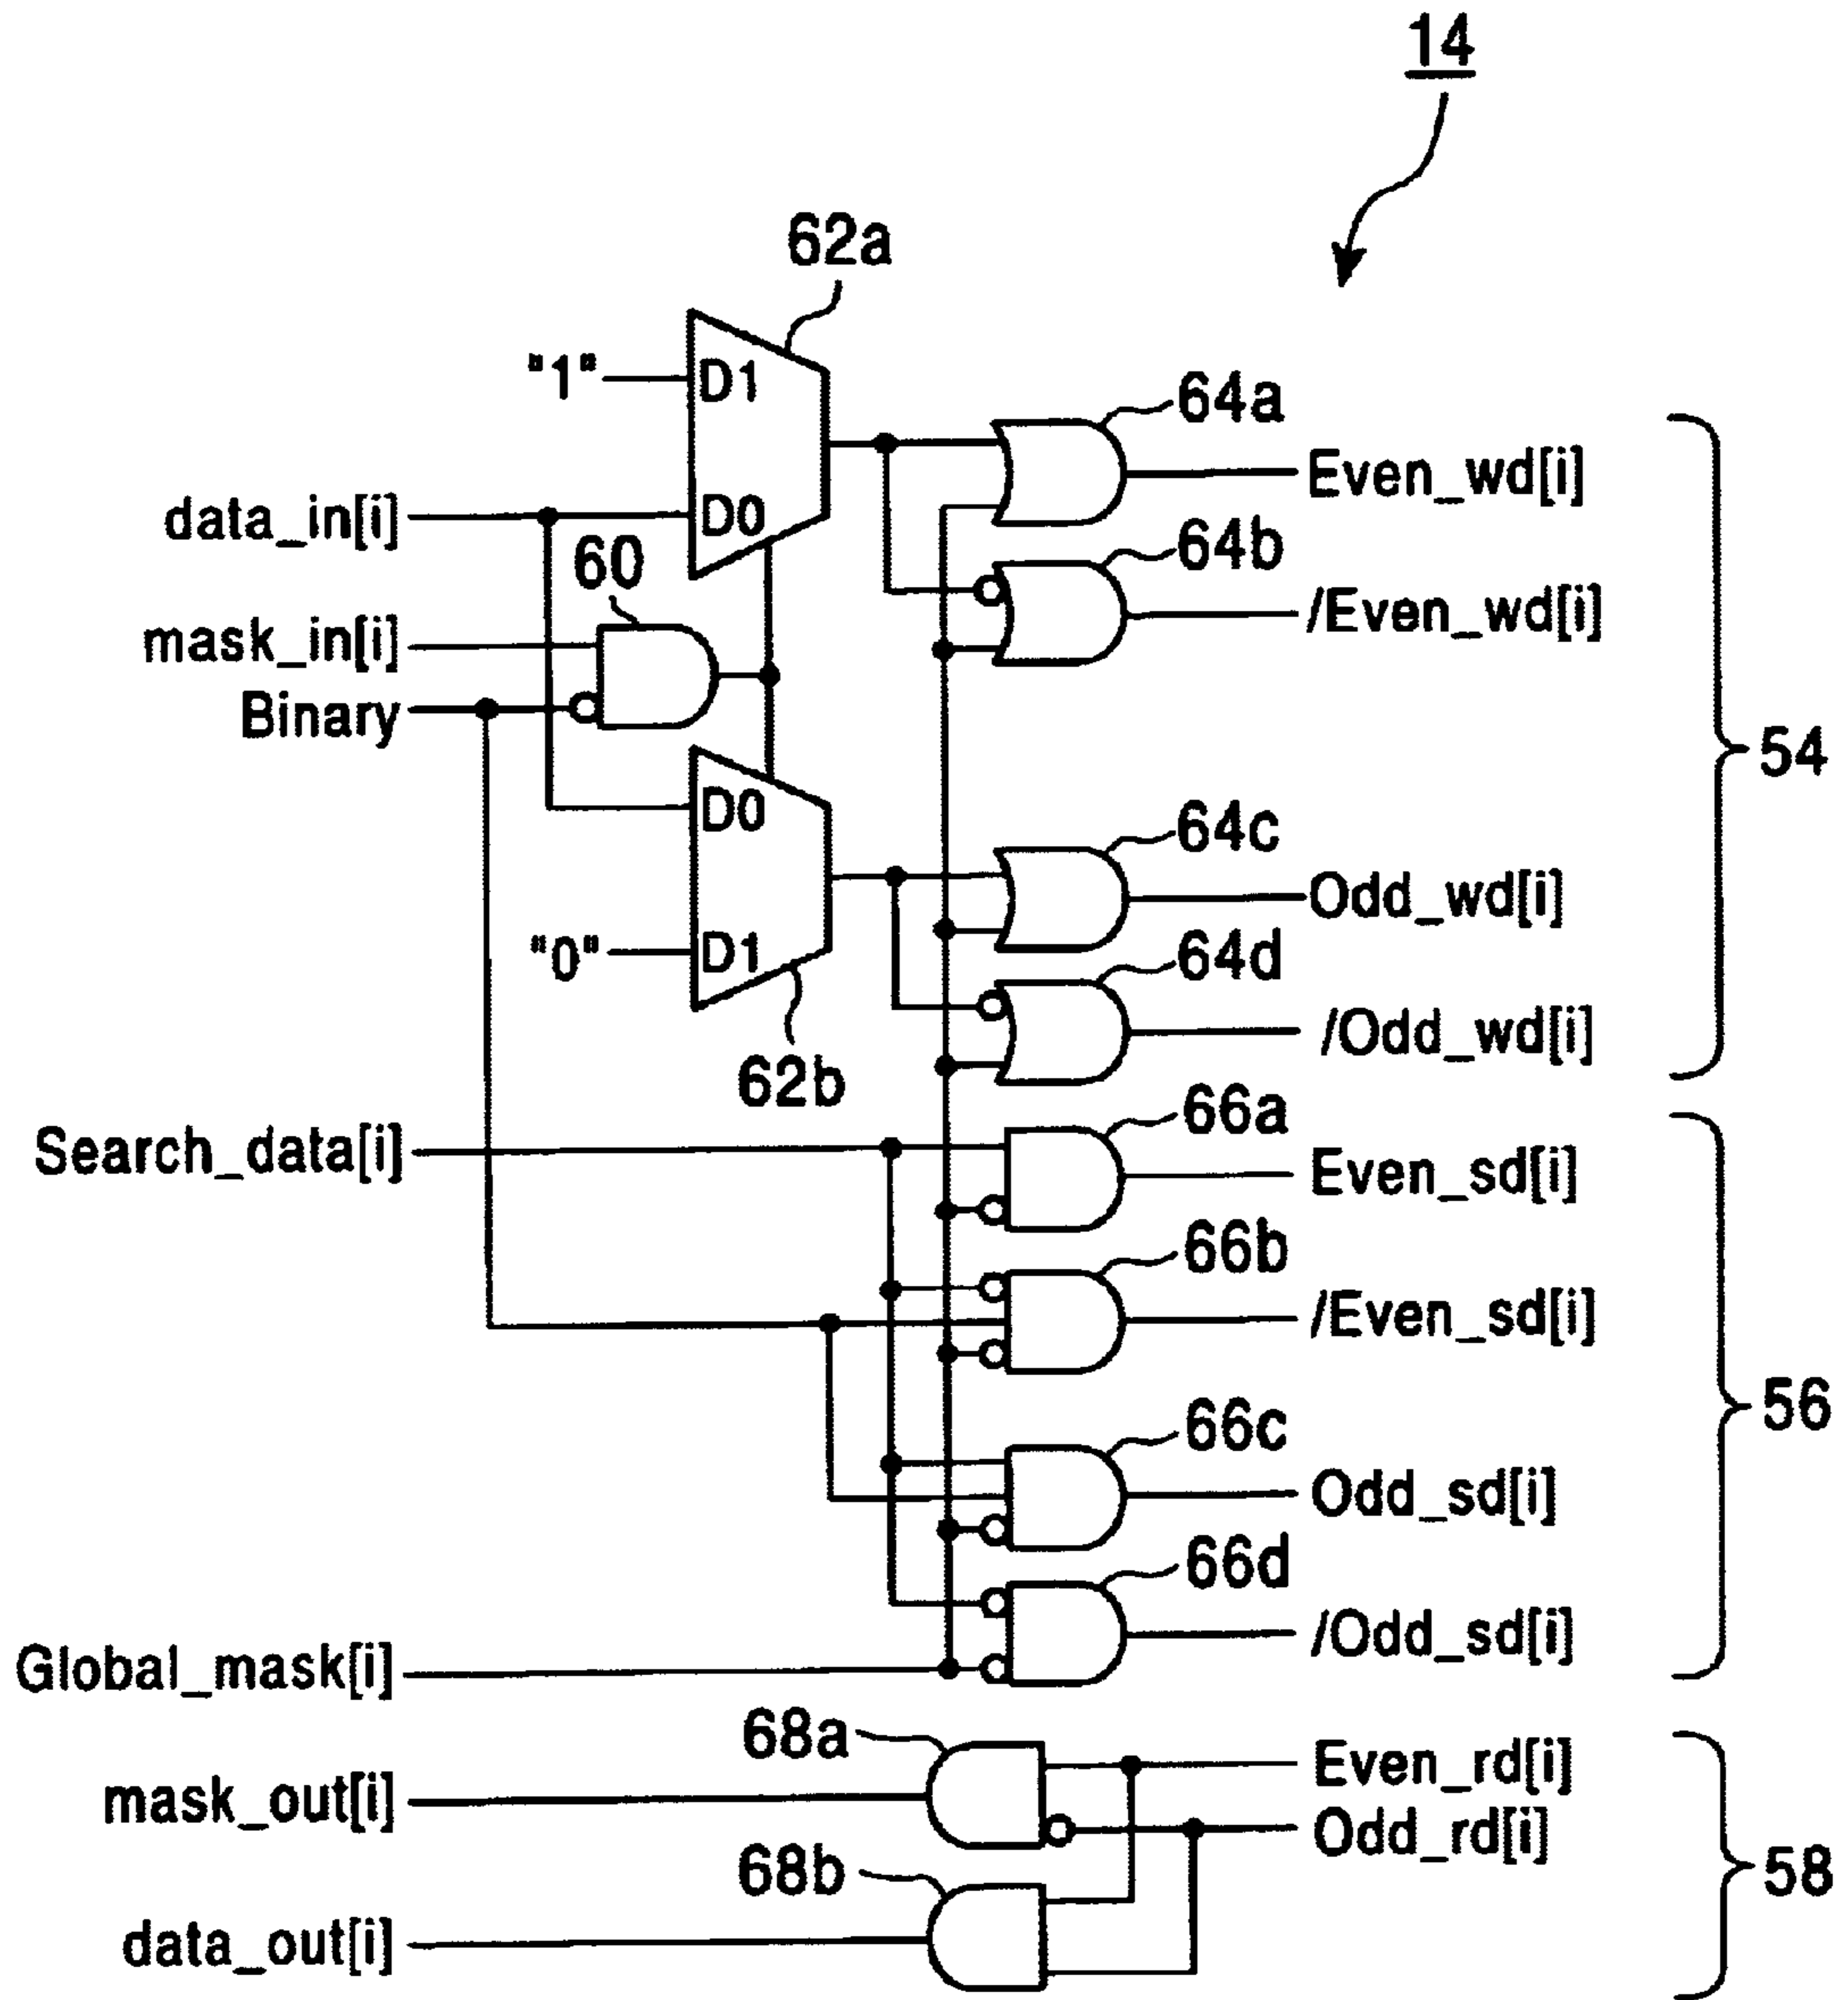 14
62a
"1"
D1
64a
Even_wd[i]
data_in[i]
D0
60
64b
/Even_wd[i]
mask_in[i]
Binary
54
D0
64c
Odd_wd[i]
"0"
D1
64d
/Odd_wd[i]
62b
66a
Search_data[i]
Even_sd[i]
66b
/Even_sd[i]
56
66c
Odd_sd[i]
66d
/Odd_sd[i]
Global_mask[i]
68a
Even_rd[i]
mask_out[i]
Odd_rd[i]
68b
58
data_out[i]